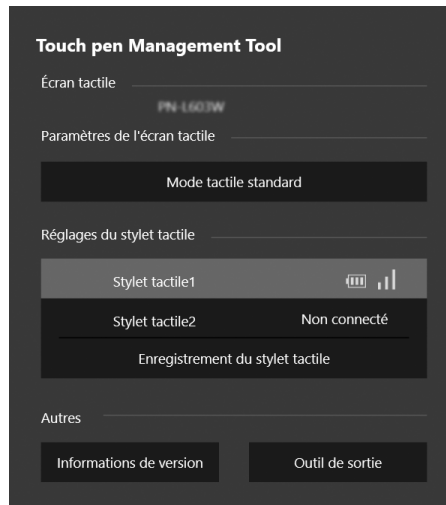 Touch pen Management Tool
Écran tactile
PN-L603W
Paramètres de l'écran tactile
Mode tactile standard
Réglages du stylet tactile
Stylet tactile1
Stylet tactile2 Non connecté
Enregistrement du stylet tactile
Autres
Informations de version Outil de sortie